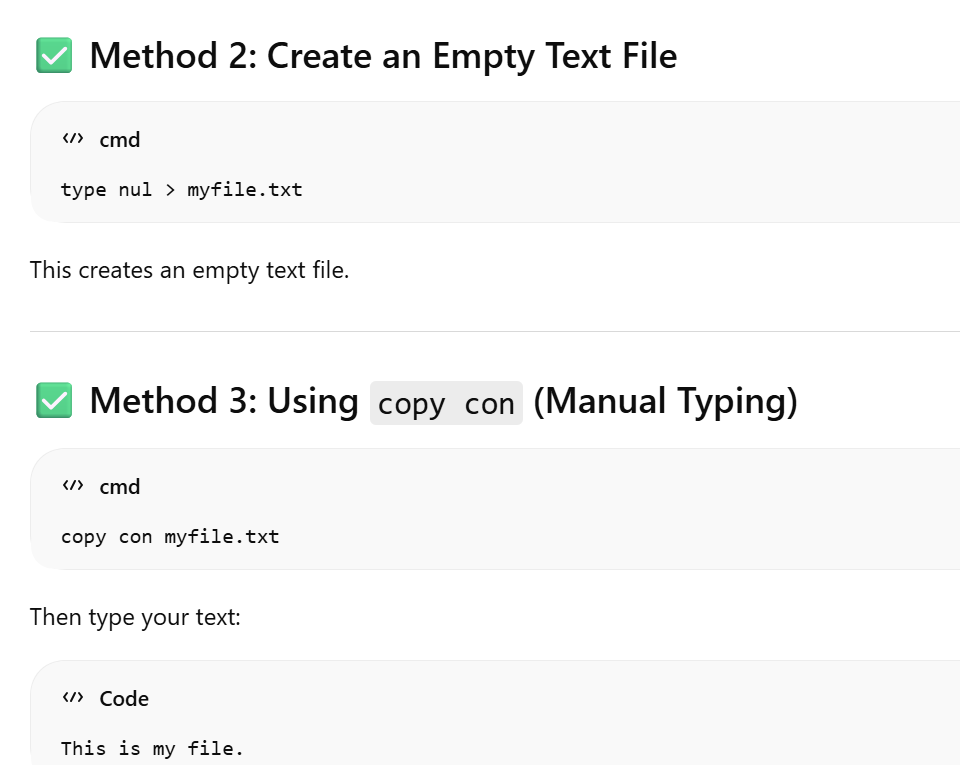 ✅ Method 2: Create an Empty Text File
</> cmd
type nul > myfile.txt
This creates an empty text file.
✅ Method 3: Using copy con (Manual Typing)
</> cmd
copy con myfile.txt
Then type your text:
</> Code
This is my file.